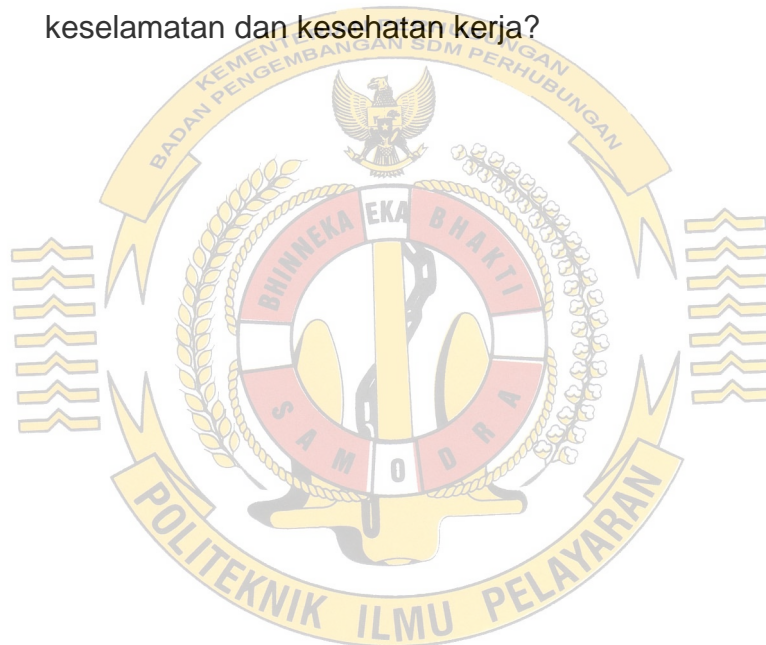 keselamatan dan kesehatan kerja?
KEMENTERIAN PERHUBUNGAN
BADAN PENGEMBANGAN SDM PERHUBUNGAN
BHINNEKA EKA BHAKTI
SAMODRA
POLITEKNIK ILMU PELAYARAN